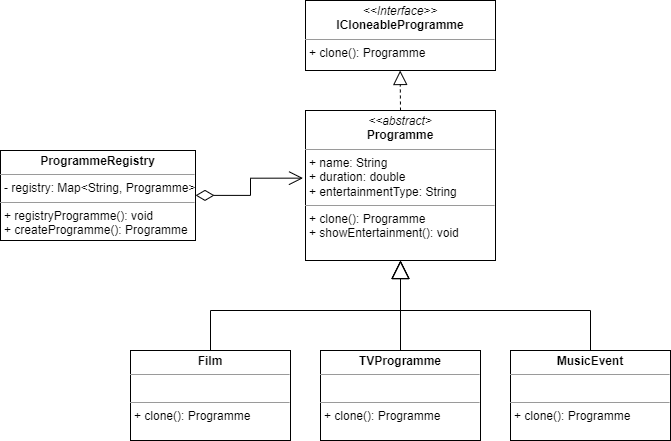 <<Interface>>
ICloneableProgramme
+ clone(): Programme
<<abstract>
Programme
+ name: String
+ duration: double
+ entertainmentType: String
+ clone(): Programme
+ showEntertainment(): void
ProgrammeRegistry
- registry: Map<String, Programme>
+ registryProgramme(): void
+ createProgramme(): Programme
Film
+ clone(): Programme
TVProgramme
+ clone(): Programme
MusicEvent
+ clone(): Programme